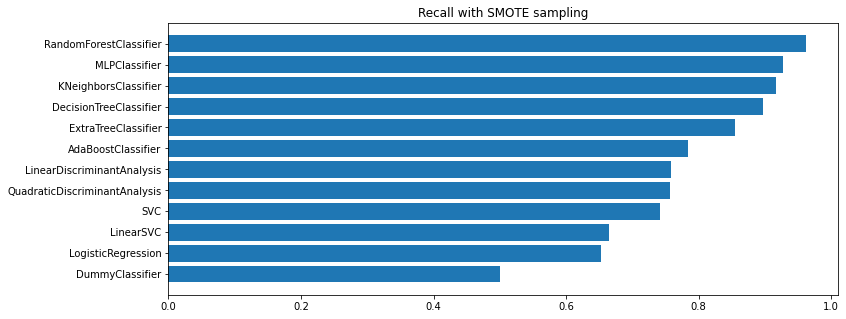 Recall with SMOTE sampling
RandomForestClassifier
MLPClassifier
KNeighborsClassifier
DecisionTreeClassifier
ExtraTreeClassifier
AdaBoostClassifier
LinearDiscriminantAnalysis
QuadraticDiscriminantAnalysis
SVC
LinearSVC
LogisticRegression
DummyClassifier
0.0 0.2 0.4 0.6 0.8 1.0